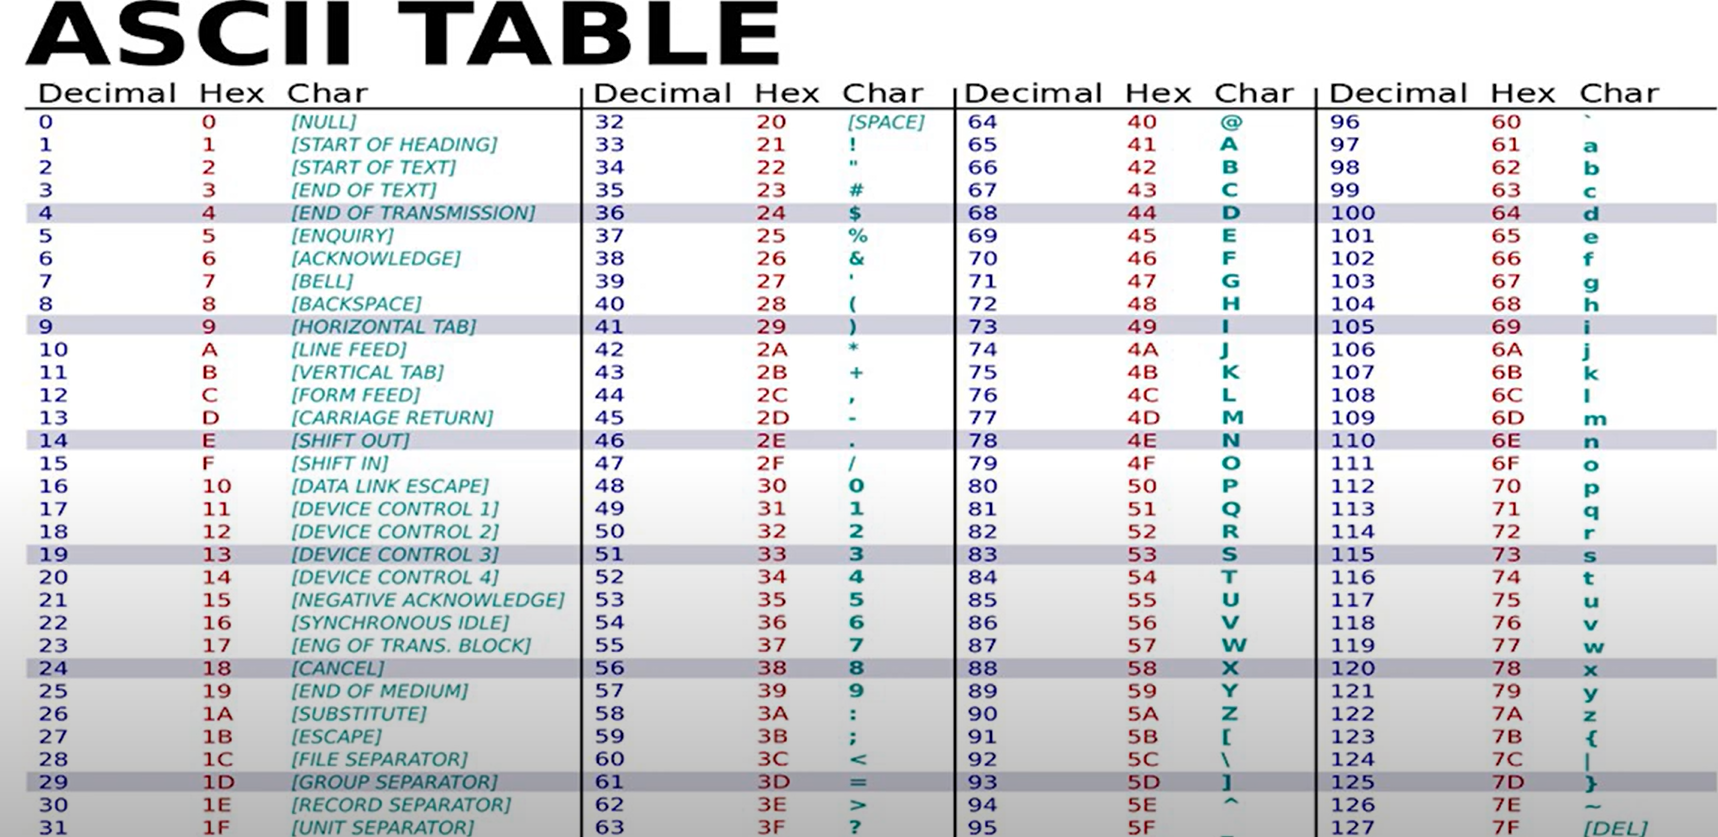 ASCII TABLE
Decimal Hex Char Decimal Hex Char Decimal Hex Char Decimal Hex Char
0 0 [NULL] 32 20 [SPACE] 64 40 @ 96 60 `
1 1 [START OF HEADING] 33 21 ! 65 41 A 97 61 a
2 2 [START OF TEXT] 34 22 " 66 42 B 98 62 b
3 3 [END OF TEXT] 35 23 # 67 43 C 99 63 c
4 4 [END OF TRANSMISSION] 36 24 $ 68 44 D 100 64 d
5 5 [ENQUIRY] 37 25 % 69 45 E 101 65 e
6 6 [ACKNOWLEDGE] 38 26 & 70 46 F 102 66 f
7 7 [BELL] 39 27 ' 71 47 G 103 67 g
8 8 [BACKSPACE] 40 28 ( 72 48 H 104 68 h
9 9 [HORIZONTAL TAB] 41 29 ) 73 49 I 105 69 i
10 A [LINE FEED] 42 2A * 74 4A J 106 6A j
11 B [VERTICAL TAB] 43 2B + 75 4B K 107 6B k
12 C [FORM FEED] 44 2C , 76 4C L 108 6C l
13 D [CARRIAGE RETURN] 45 2D - 77 4D M 109 6D m
14 E [SHIFT OUT] 46 2E . 78 4E N 110 6E n
15 F [SHIFT IN] 47 2F / 79 4F O 111 6F o
16 10 [DATA LINK ESCAPE] 48 30 0 80 50 P 112 70 p
17 11 [DEVICE CONTROL 1] 49 31 1 81 51 Q 113 71 q
18 12 [DEVICE CONTROL 2] 50 32 2 82 52 R 114 72 r
19 13 [DEVICE CONTROL 3] 51 33 3 83 53 S 115 73 s
20 14 [DEVICE CONTROL 4] 52 34 4 84 54 T 116 74 t
21 15 [NEGATIVE ACKNOWLEDGE] 53 35 5 85 55 U 117 75 u
22 16 [SYNCHRONOUS IDLE] 54 36 6 86 56 V 118 76 v
23 17 [ENG OF TRANS. BLOCK] 55 37 7 87 57 W 119 77 w
24 18 [CANCEL] 56 38 8 88 58 X 120 78 x
25 19 [END OF MEDIUM] 57 39 9 89 59 Y 121 79 y
26 1A [SUBSTITUTE] 58 3A : 90 5A Z 122 7A z
27 1B [ESCAPE] 59 3B ; 91 5B [ 123 7B {
28 1C [FILE SEPARATOR] 60 3C < 92 5C \ 124 7C |
29 1D [GROUP SEPARATOR] 61 3D = 93 5D ] 125 7D }
30 1E [RECORD SEPARATOR] 62 3E > 94 5E ^ 126 7E ~
31 1F [UNIT SEPARATOR] 63 3F ? 95 5F _ 127 7F [DEL]